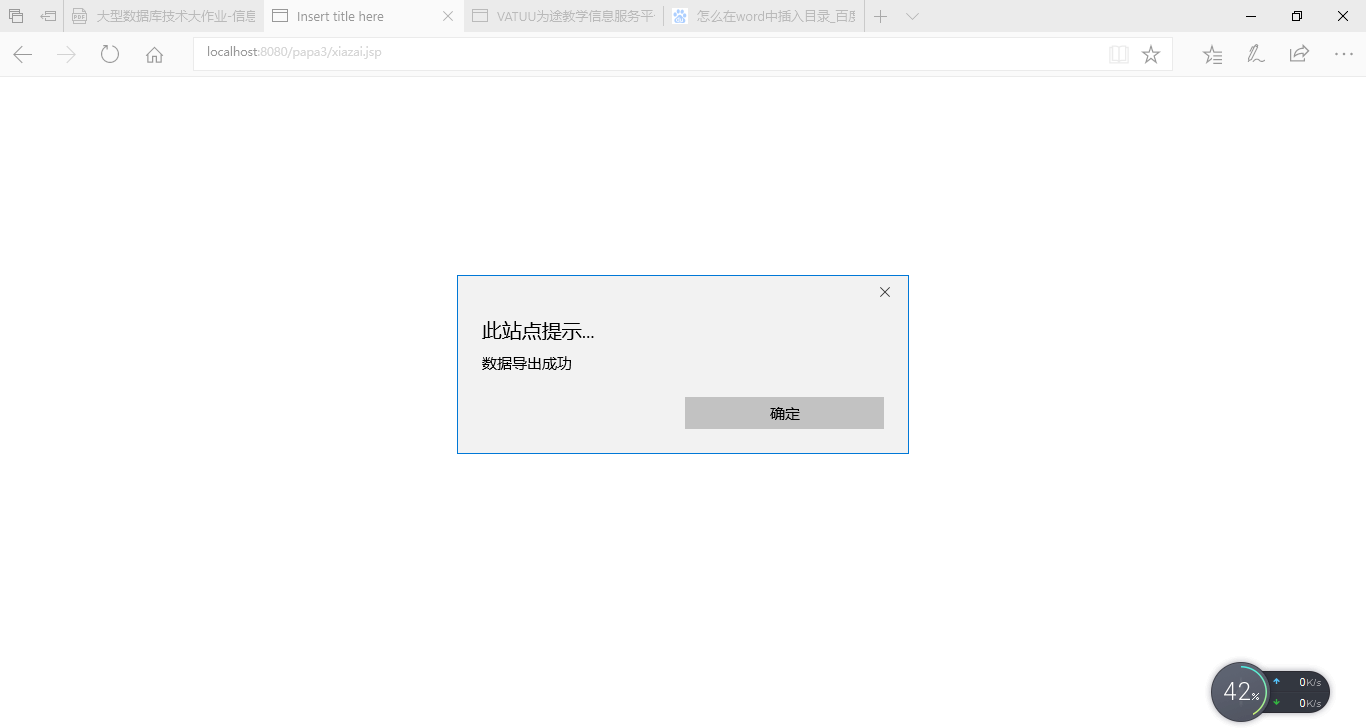 大型数据库技术大作业-信息
Insert title here
VATUU为途教学信息服务平
怎么在word中插入目录_百度
localhost:8080/papa3/xiazai.jsp
此站点提示...
数据导出成功
确定
42%
0K/s
0K/s